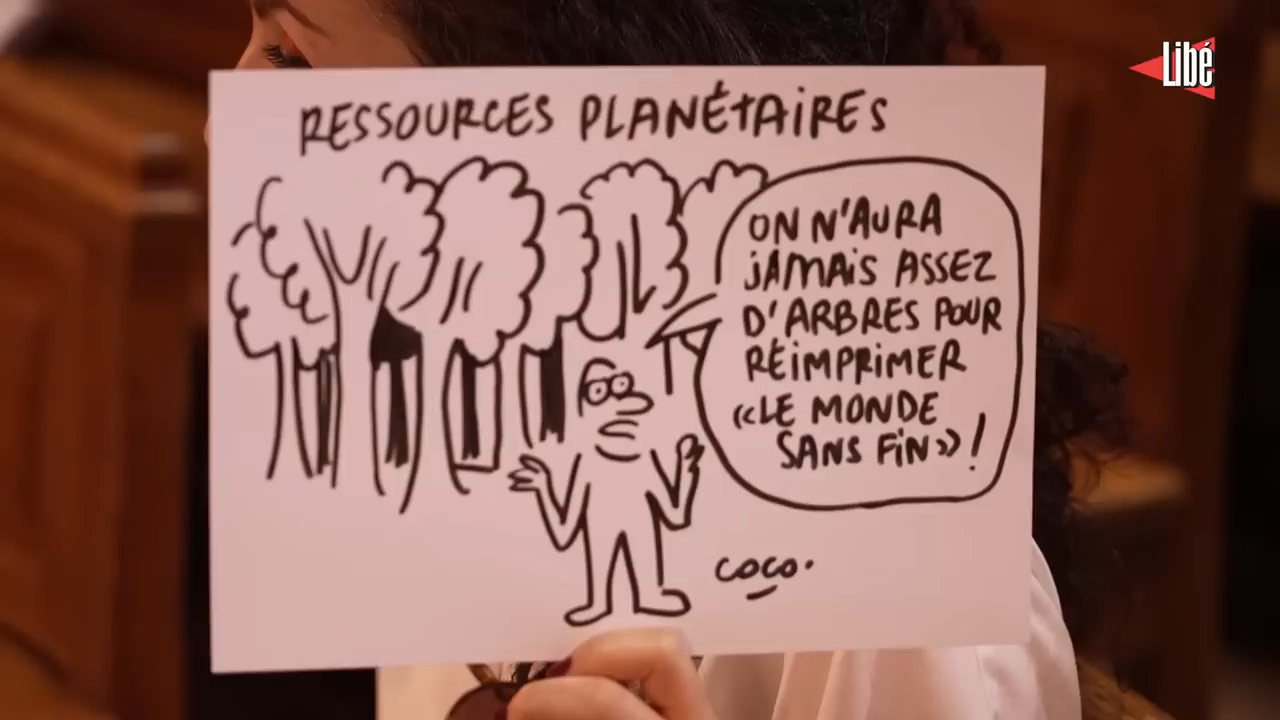 Libé
RESSOURCES PLANÉTAIRES
ON N'AURA
JAMAIS ASSEZ
D'ARBRES POUR
RÉIMPRIMER
«LE MONDE
SANS FIN»!
COCO.